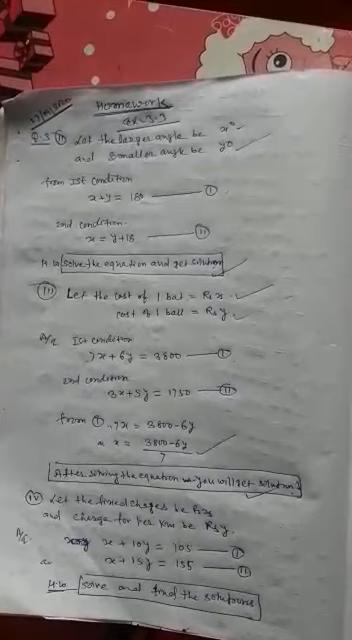 Homework
Ex 3.3
Q.3 (II) Let the larger angle be x°
and smaller angle be y°
from Ist condition
x+y = 180 — (I)
2nd condition.
x = y+18 — (II)
H.W solve the equation and get solution
(III) Let the cost of 1 bat = Rs x.
cost of 1 ball = Rs y.
A/q Ist condition
7x + 6y = 3800 — (I)
2nd condition
3x + 5y = 1750 — (II)
from (I) 7x = 3800-6y
x = 3800-6y
7
After solving the equation you will get solution
(IV) Let the fixed charges be Rs x
and charge for per km be Rs y.
A/q. x + 10y = 105 — (I)
x + 15y = 155 — (II)
H.W. solve and find the solutions